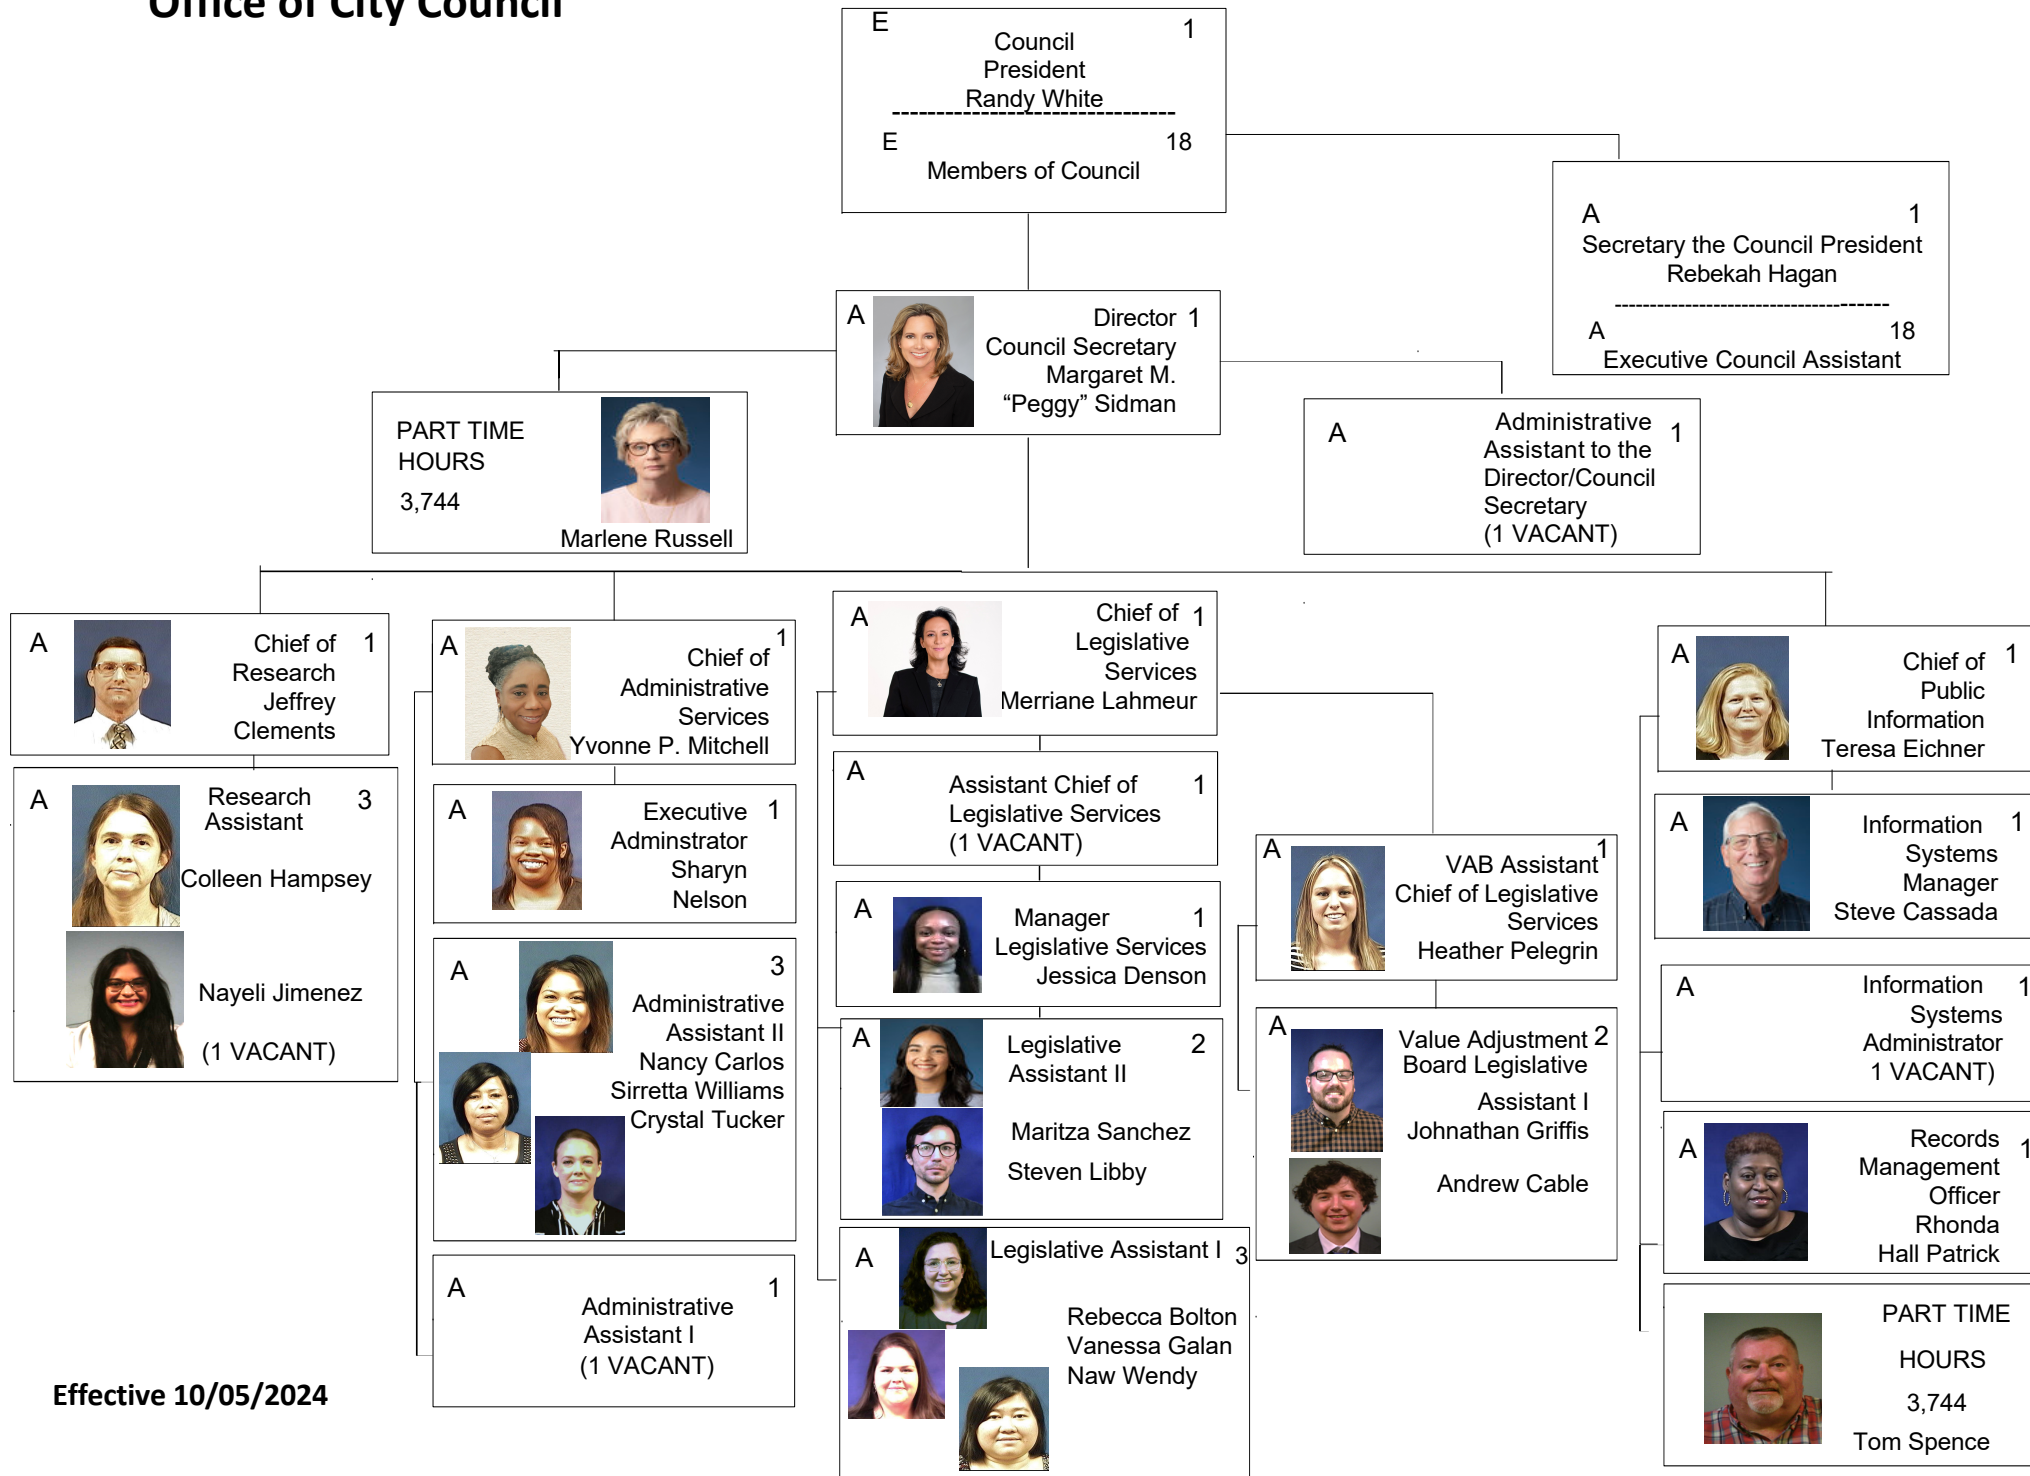 Office of City Council
E 1
Council
President
Randy White
--------------------------------
E 18
Members of Council
A 1
Secretary the Council President
Rebekah Hagan
--------------------------------
A 18
Executive Council Assistant
A Director 1
Council Secretary
Margaret M.
“Peggy” Sidman
PART TIME
HOURS
3,744
Marlene Russell
A Administrative 1
Assistant to the
Director/Council
Secretary
(1 VACANT)
A Chief of 1
Research
Jeffrey
Clements
A Research 3
Assistant
Colleen Hampsey
Nayeli Jimenez
(1 VACANT)
A 1
Chief of
Administrative
Services
Yvonne P. Mitchell
A Executive 1
Adminstrator
Sharyn
Nelson
A 3
Administrative
Assistant II
Nancy Carlos
Sirretta Williams
Crystal Tucker
A 1
Administrative
Assistant I
(1 VACANT)
A Chief of 1
Legislative
Services
Merriane Lahmeur
A
Assistant Chief of 1
Legislative Services
(1 VACANT)
A Manager 1
Legislative Services
Jessica Denson
A Legislative 2
Assistant II
Maritza Sanchez
Steven Libby
A Legislative Assistant I 3
Rebecca Bolton
Vanessa Galan
Naw Wendy
A VAB Assistant 1
Chief of Legislative
Services
Heather Pelegrin
A Value Adjustment 2
Board Legislative
Assistant I
Johnathan Griffis
Andrew Cable
A Chief of 1
Public
Information
Teresa Eichner
A Information 1
Systems
Manager
Steve Cassada
A Information 1
Systems
Administrator
1 VACANT)
A Records 1
Management
Officer
Rhonda
Hall Patrick
PART TIME
HOURS
3,744
Tom Spence
Effective 10/05/2024